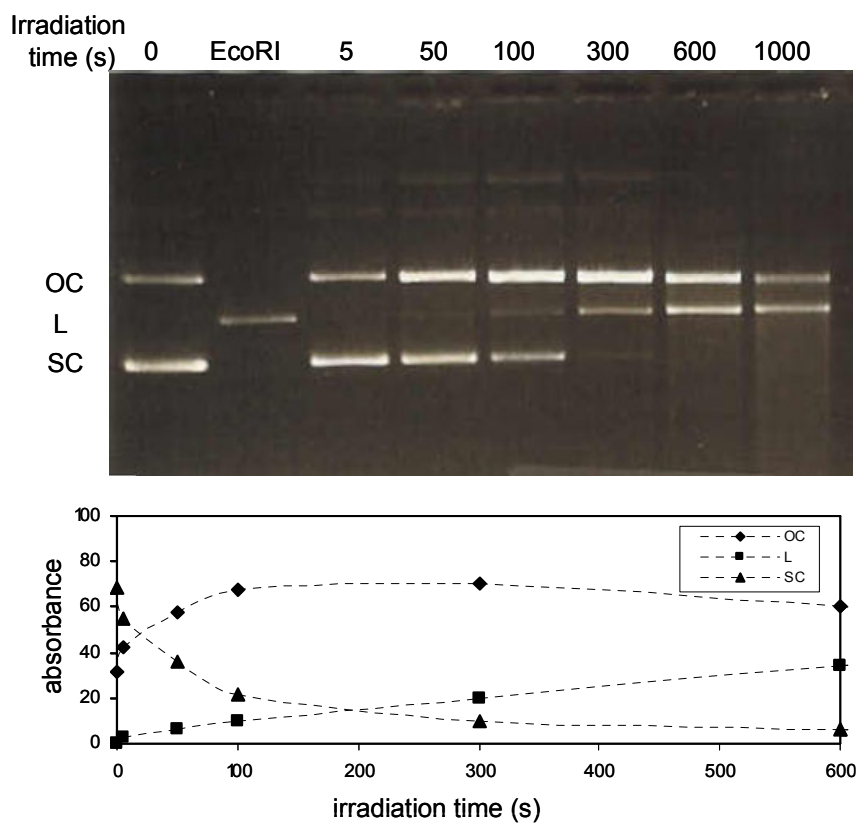 Irradiation
time (s) 0 EcoRI 5 50 100 300 600 1000
OC
L
SC
100
80
60
40
20
0
absorbance
OC
L
SC
0 100 200 300 400 500 600
irradiation time (s)